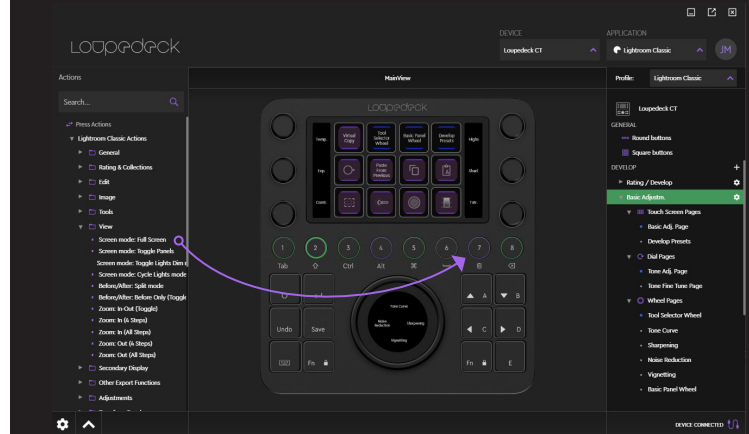 Loupedeck
DEVICE
Loupedeck CT
APPLICATION
Lightroom Classic
JM
Actions
MainView
Profile:
Lightroom Classic
Search...
Press Actions
Lightroom Classic Actions
General
Rating & Collections
Edit
Image
Tools
View
Screen mode: Full Screen
Screen mode: Toggle Panels
Screen mode: Toggle Lights Dim
Screen mode: Cycle Lights mode
Before/After: Split mode
Before/After: Before Only (Toggle
Zoom: In-Out (Toggle)
Zoom: In (4 Steps)
Zoom: In (All Steps)
Zoom: Out (4 Steps)
Zoom: Out (All Steps)
Secondary Display
Other Export Functions
Adjustments
LOUPEDECK
Temp.
Virtual Copy
Tool Selector Wheel
Basic Panel Wheel
Develop Presets
Highl.
Exp.
Paste From Previous
Shad.
Contr.
1 2 3 4 5 6 7 8
Tab Ctrl Alt
A B
Tone Curve
Noise Reduction
Sharpening
Vignetting
Undo Save
C D
Fn Fn E
Loupedeck CT
GENERAL
Round buttons
Square buttons
DEVELOP
Rating / Develop
Basic Adjustm.
Touch Screen Pages
Basic Adj. Page
Develop Presets
Dial Pages
Tone Adj. Page
Tone Fine Tune Page
Wheel Pages
Tool Selector Wheel
Tone Curve
Sharpening
Noise Reduction
Vignetting
Basic Panel Wheel
DEVICE CONNECTED